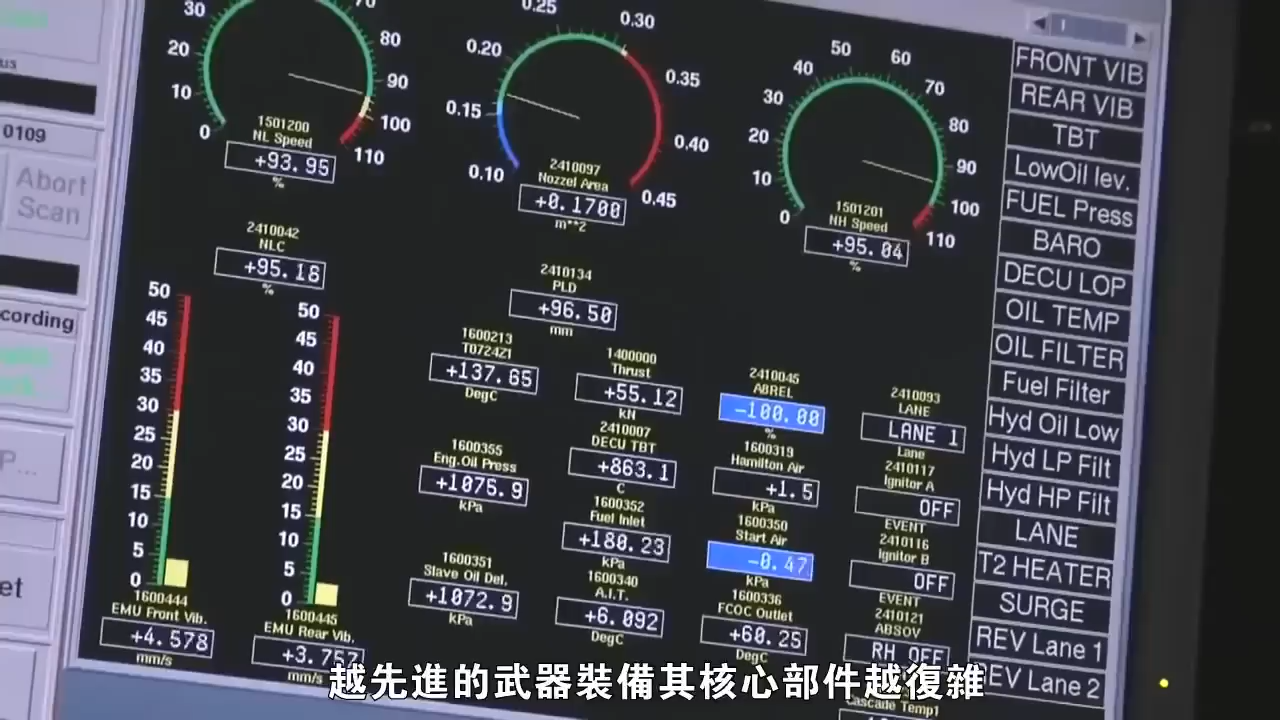 30
20
10
0
80
90
100
110
1501200
NL Speed
+93.95
%
0.25
0.30
0.20
0.35
0.15
0.40
0.10
0.45
2410097
Nozzel Area
+0.1700
m**2
50
60
40
70
30
80
20
90
10
100
0
110
1501201
NH Speed
+95.04
%
2410042
NLC
+95.18
%
2410134
PLD
+96.50
mm
50
45
40
35
30
25
20
15
10
5
0
1600444
EMU Front Vib.
+4.578
mm/s
50
45
40
35
30
25
20
15
10
5
0
1600445
EMU Rear Vib.
+3.757
mm/s
1600213
T072421
+137.65
DegC
1400000
Thrust
+55.12
kN
2410045
ABREL
-100.00
%
2410093
LANE
LANE 1
Lane
1600355
Eng.Oil Press
+1075.9
kPa
2410007
DECU TBT
+863.1
C
1600319
Hamilton Air
+1.5
kPa
2410117
Ignitor A
OFF
EVENT
1600352
Fuel Inlet
+180.23
kPa
1600350
Start Air
-0.47
kPa
2410116
Ignitor B
OFF
EVENT
1600351
Slave Oil Del.
+1072.9
kPa
1600340
A.I.T.
+6.092
DegC
1600336
FCOC Outlet
+60.25
DegC
2410121
ABSOV
RH OFF
Cascade Temp1
FRONT VIB
REAR VIB
TBT
LowOil lev.
FUEL Press
BARO
DECU LOP
OIL TEMP
OIL FILTER
Fuel Filter
Hyd Oil Low
Hyd LP Filt
Hyd HP Filt
LANE
T2 HEATER
SURGE
REV Lane 1
EV Lane 2
us
0109
Abort
Scan
cording
P...
et
越先進的武器裝備其核心部件越復雜